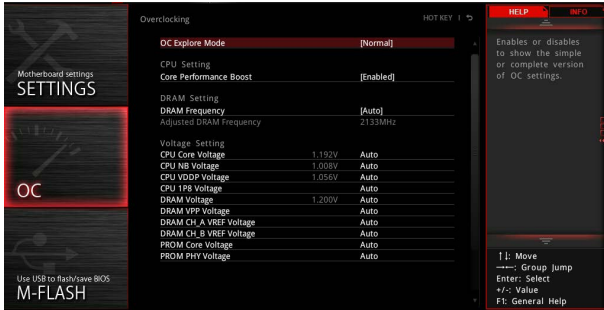 Overclocking
HOT KEY |
HELP
INFO
OC Explore Mode [Normal]
CPU Setting
Core Performance Boost [Enabled]
DRAM Setting
DRAM Frequency [Auto]
Adjusted DRAM Frequency 2133MHz
Voltage Setting
CPU Core Voltage 1.192V Auto
CPU NB Voltage 1.008V Auto
CPU VDDP Voltage 1.056V Auto
CPU 1P8 Voltage Auto
DRAM Voltage 1.200V Auto
DRAM VPP Voltage Auto
DRAM CH_A VREF Voltage Auto
DRAM CH_B VREF Voltage Auto
PROM Core Voltage Auto
PROM PHY Voltage Auto
Motherboard settings
SETTINGS
OC
Use USB to flash/save BIOS
M-FLASH
Enables or disables
to show the simple
or complete version
of OC settings.
↑↓: Move
→←: Group Jump
Enter: Select
+/-: Value
F1: General Help